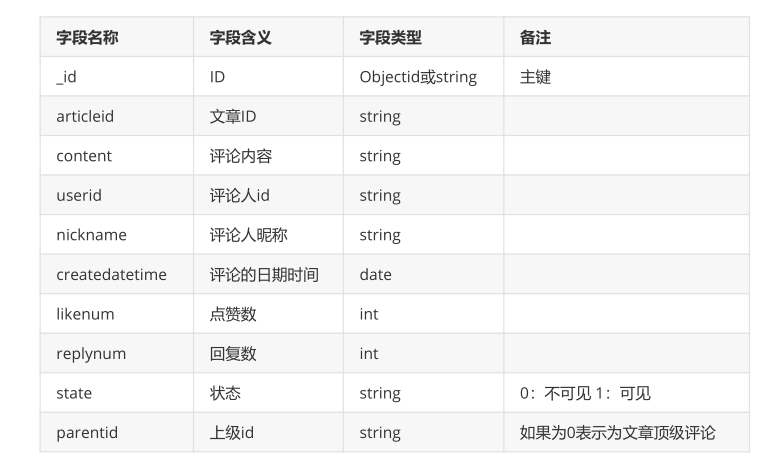 字段名称 字段含义 字段类型 备注
_id ID Objectid或string 主键
articleid 文章ID string
content 评论内容 string
userid 评论人id string
nickname 评论人昵称 string
createdatetime 评论的日期时间 date
likenum 点赞数 int
replynum 回复数 int
state 状态 string 0：不可见 1：可见
parentid 上级id string 如果为0表示为文章顶级评论